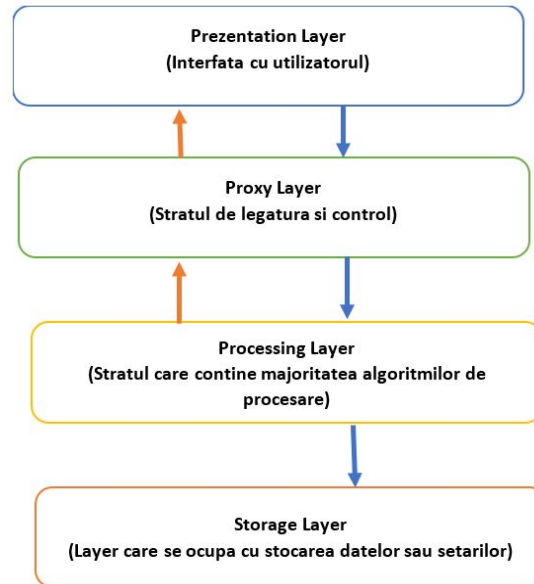 Prezentation Layer
(Interfata cu utilizatorul)
Proxy Layer
(Stratul de legatura si control)
Processing Layer
(Stratul care contine majoritatea algoritmilor de
procesare)
Storage Layer
(Layer care se ocupa cu stocarea datelor sau setarilor)